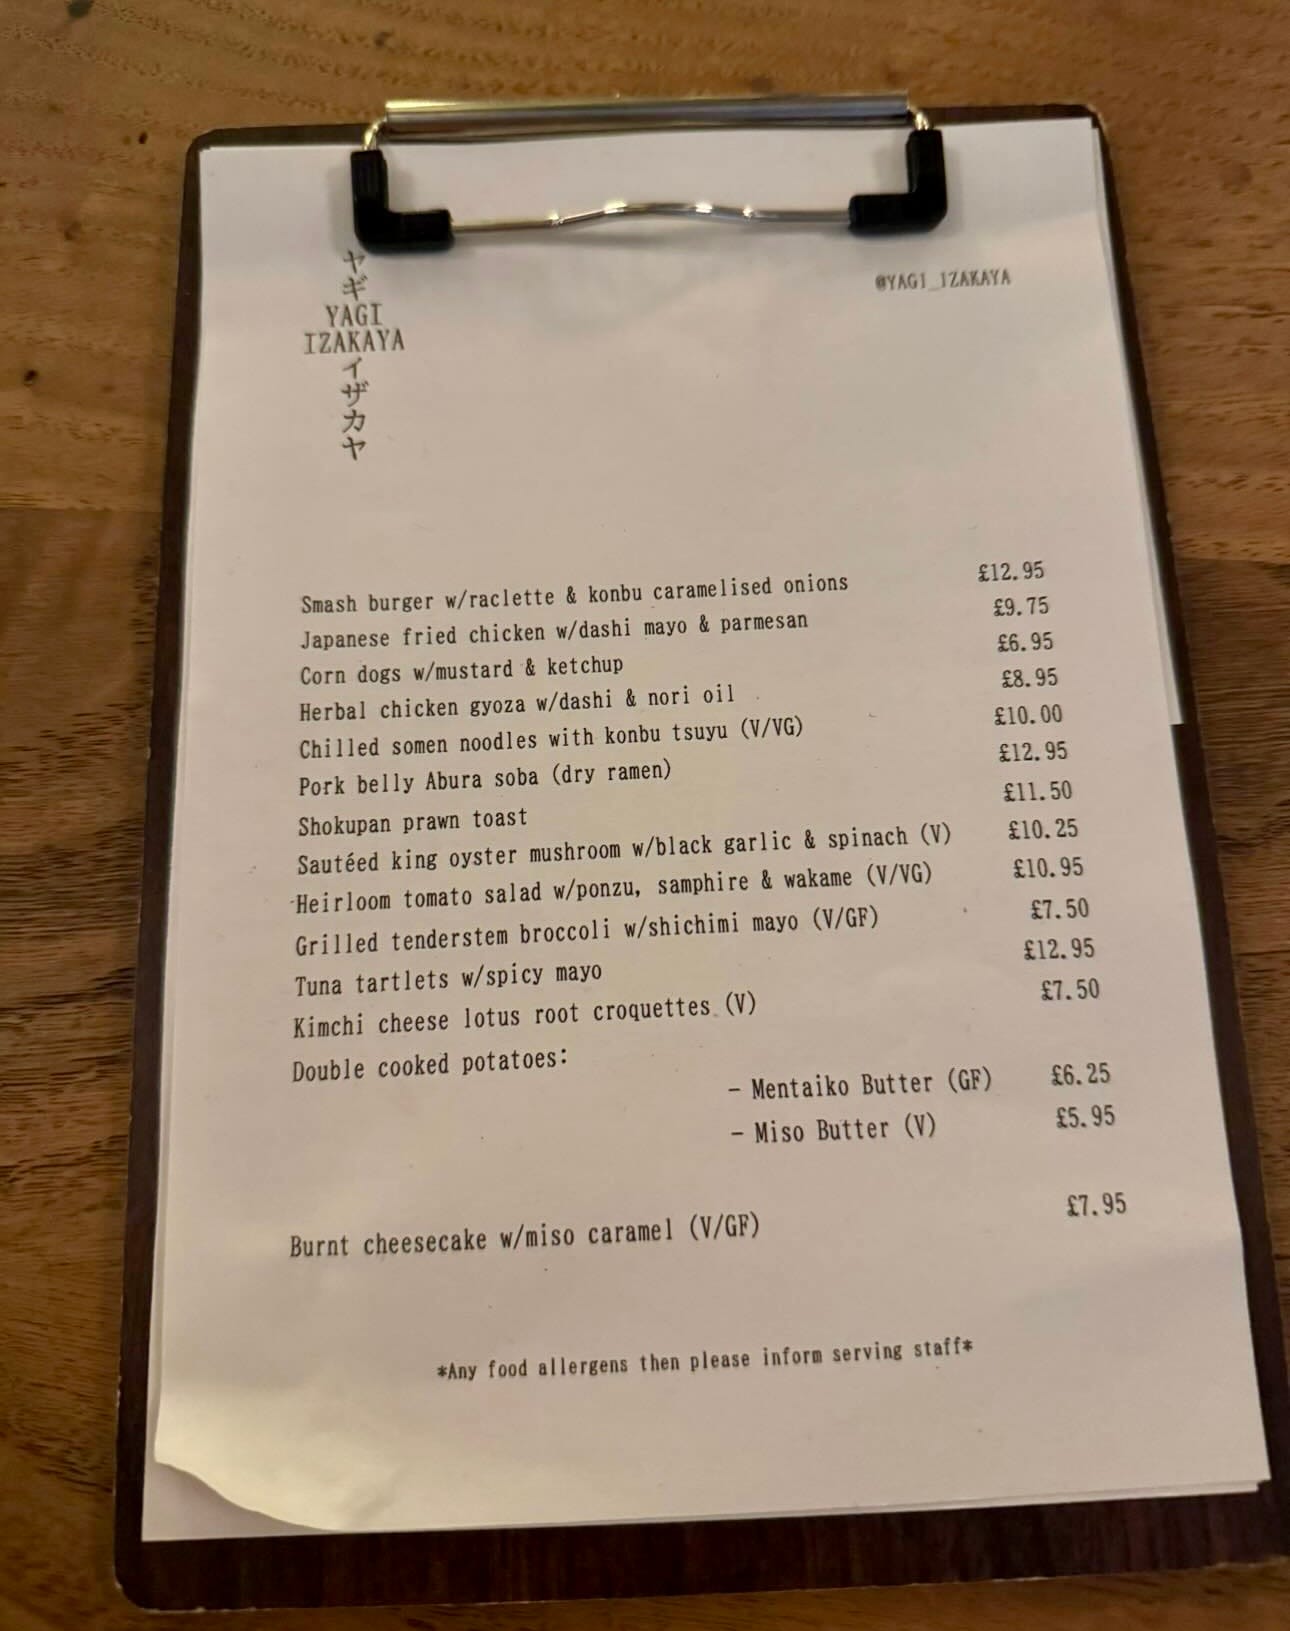 ヤ
ギ
YAGI
IZAKAYA
イ
ザ
カ
ヤ
@YAGI_IZAKAYA
Smash burger w/raclette & konbu caramelised onions £12.95
Japanese fried chicken w/dashi mayo & parmesan £9.75
Corn dogs w/mustard & ketchup £6.95
Herbal chicken gyoza w/dashi & nori oil £8.95
Chilled somen noodles with konbu tsuyu (V/VG) £10.00
Pork belly Abura soba (dry ramen) £12.95
Shokupan prawn toast £11.50
Sautéed king oyster mushroom w/black garlic & spinach (V) £10.25
Heirloom tomato salad w/ponzu, samphire & wakame (V/VG) £10.95
Grilled tenderstem broccoli w/shichimi mayo (V/GF) £7.50
Tuna tartlets w/spicy mayo £12.95
Kimchi cheese lotus root croquettes (V) £7.50
Double cooked potatoes:
- Mentaiko Butter (GF) £6.25
- Miso Butter (V) £5.95
Burnt cheesecake w/miso caramel (V/GF) £7.95
*Any food allergens then please inform serving staff*